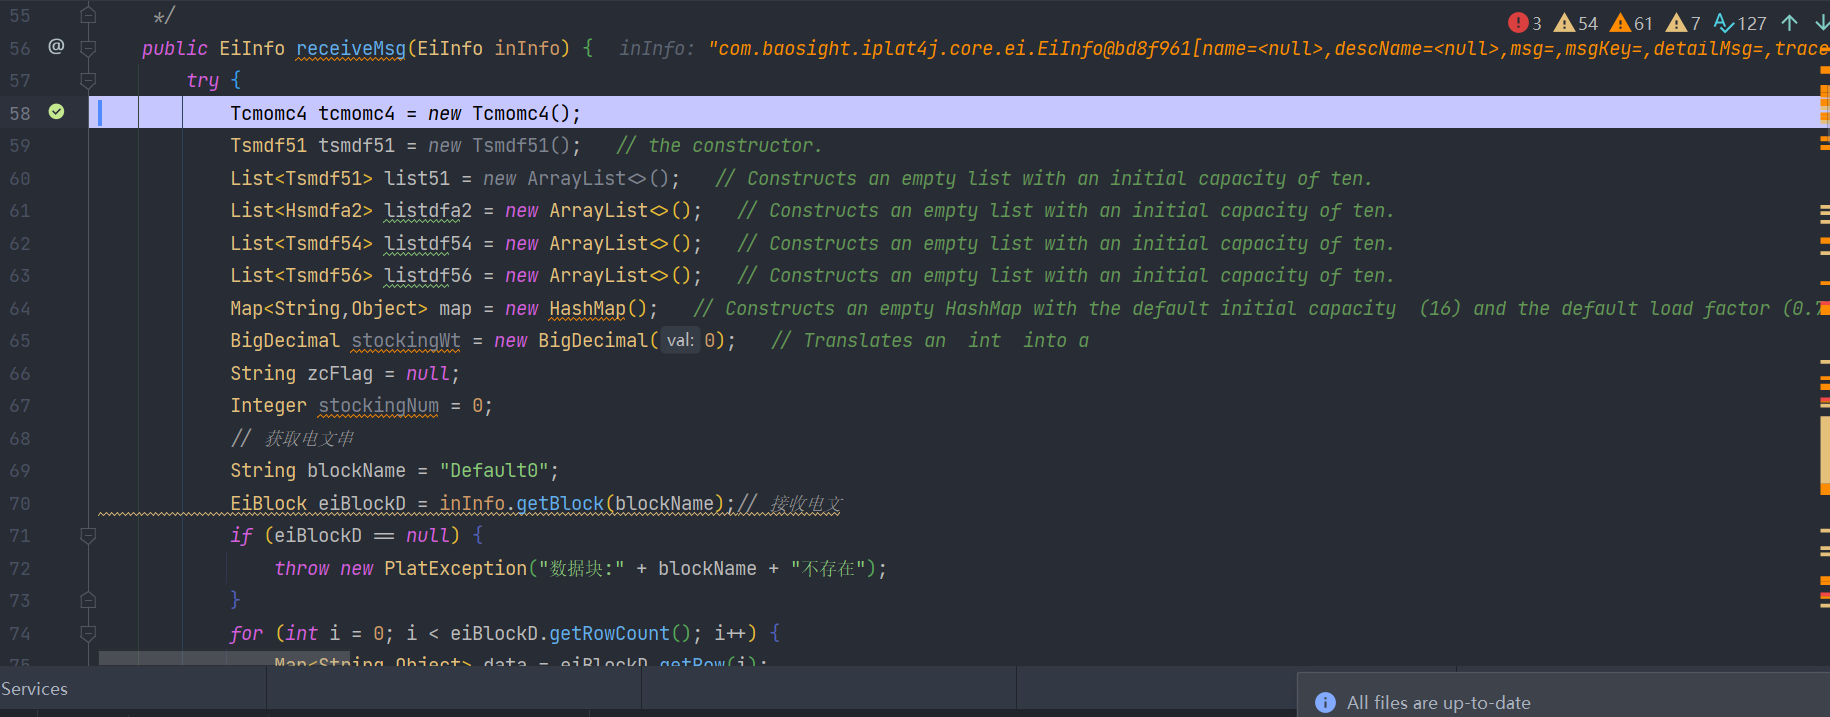 55 */
3 54 61 7 127
56 @ public EiInfo receiveMsg(EiInfo inInfo) { inInfo: "com.baosight.iplat4j.core.ei.EiInfo@bd8f961[name=<null>,descName=<null>,msg=,msgKey=,detailMsg=,trace
57 try {
58 Tcmomc4 tcmomc4 = new Tcmomc4();
59 Tsmdf51 tsmdf51 = new Tsmdf51(); // the constructor.
60 List<Tsmdf51> list51 = new ArrayList<>(); // Constructs an empty list with an initial capacity of ten.
61 List<Hsmdfa2> listdfa2 = new ArrayList<>(); // Constructs an empty list with an initial capacity of ten.
62 List<Tsmdf54> listdf54 = new ArrayList<>(); // Constructs an empty list with an initial capacity of ten.
63 List<Tsmdf56> listdf56 = new ArrayList<>(); // Constructs an empty list with an initial capacity of ten.
64 Map<String,Object> map = new HashMap(); // Constructs an empty HashMap with the default initial capacity (16) and the default load factor (0.7
65 BigDecimal stockingWt = new BigDecimal( val: 0); // Translates an int into a
66 String zcFlag = null;
67 Integer stockingNum = 0;
68 // 获取电文串
69 String blockName = "Default0";
70 EiBlock eiBlockD = inInfo.getBlock(blockName);// 接收电文
71 if (eiBlockD == null) {
72 throw new PlatException("数据块:" + blockName + "不存在");
73 }
74 for (int i = 0; i < eiBlockD.getRowCount(); i++) {
75 Map<String,Object> data = eiBlockD.getRow(i);
Services
All files are up-to-date